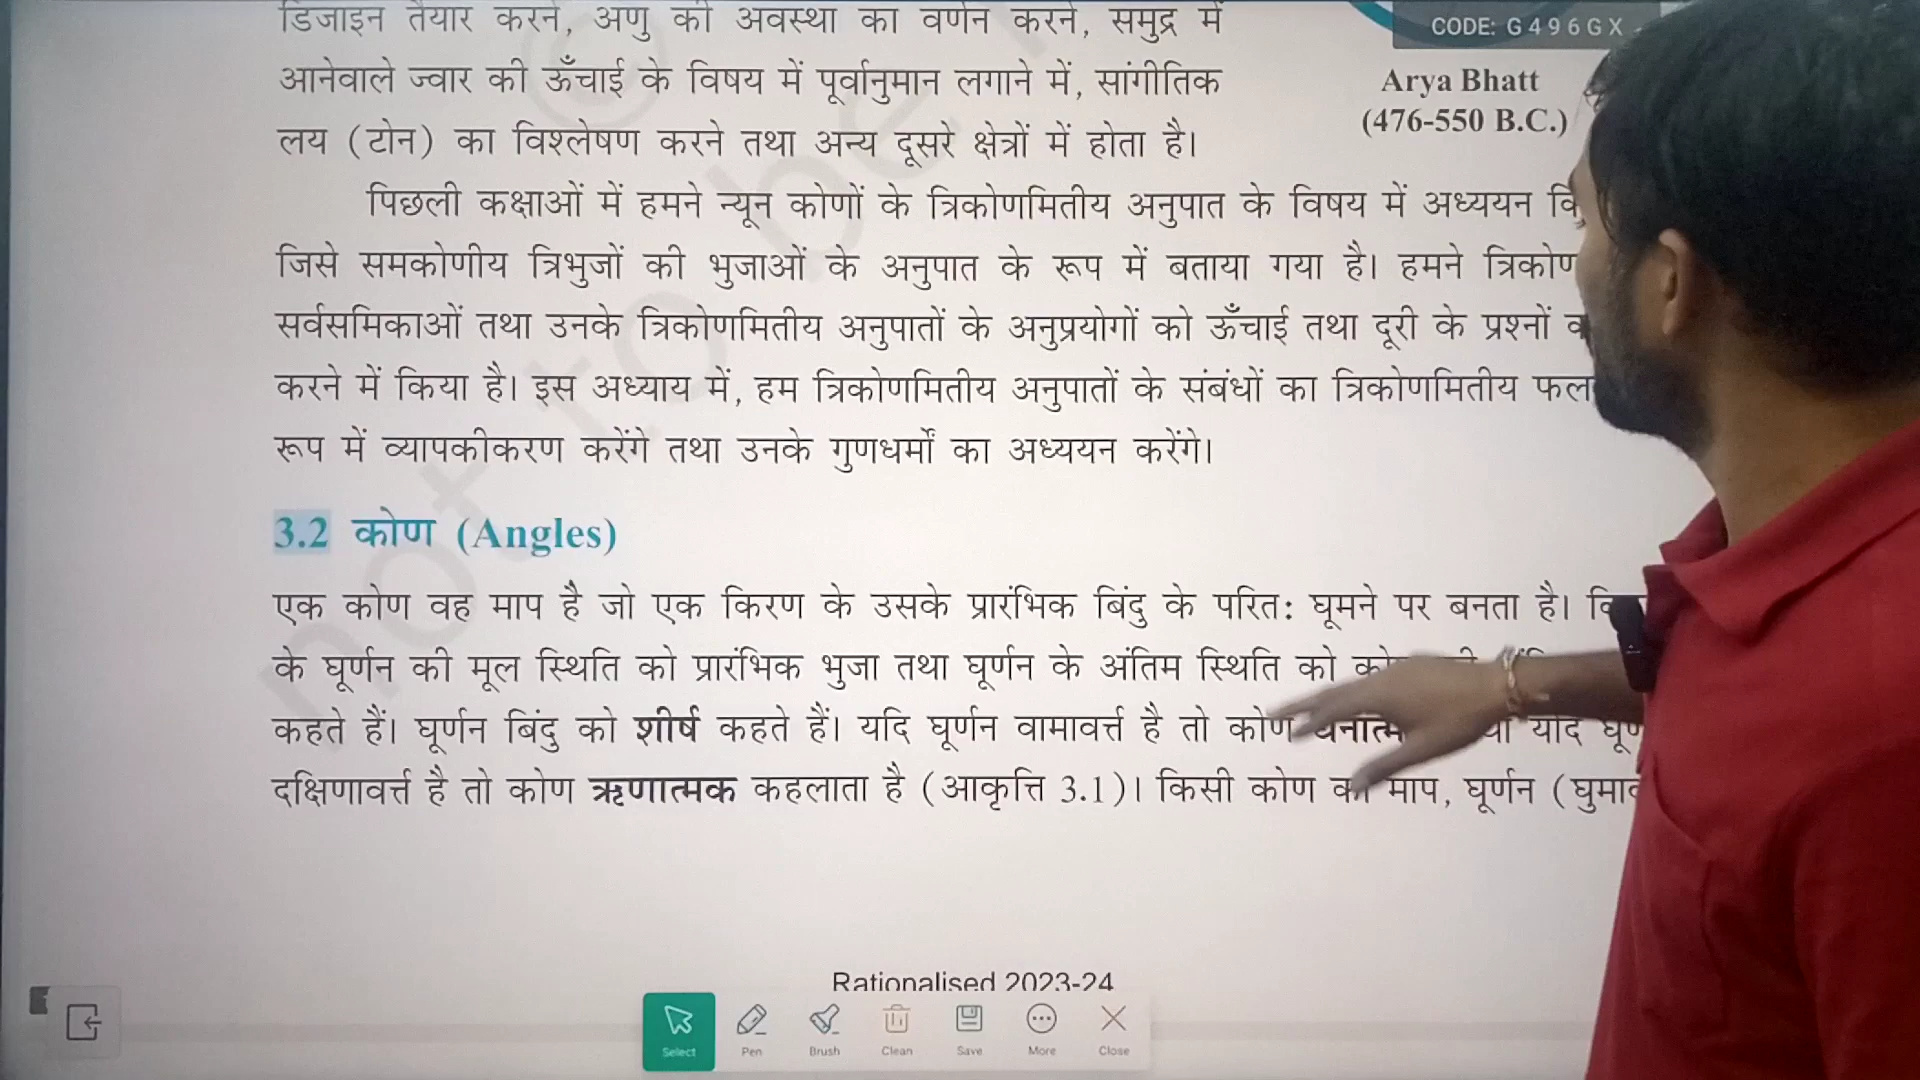 डिजाइन तैयार करने, अणु की अवस्था का वर्णन करने, समुद्र में
आनेवाले ज्वार की ऊँचाई के विषय में पूर्वानुमान लगाने में, सांगीतिक
लय (टोन) का विश्लेषण करने तथा अन्य दूसरे क्षेत्रों में होता है।
CODE: G496GX
Arya Bhatt
(476-550 B.C.)
पिछली कक्षाओं में हमने न्यून कोणों के त्रिकोणमितीय अनुपात के विषय में अध्ययन
जिसे समकोणीय त्रिभुजों की भुजाओं के अनुपात के रूप में बताया गया है। हमने
सर्वसमिकाओं तथा उनके त्रिकोणमितीय अनुपातों के अनुप्रयोगों को ऊँचाई तथा दूरी के प्रश्नों
करने में किया है। इस अध्याय में, हम त्रिकोणमितीय अनुपातों के संबंधों का त्रिकोणमितीय
रूप में व्यापकीकरण करेंगे तथा उनके गुणधर्मों का अध्ययन करेंगे।
3.2 कोण (Angles)
एक कोण वह माप है जो एक किरण के उसके प्रारंभिक बिंदु के परितः घूमने पर बनता है।
के घूर्णन की मूल स्थिति को प्रारंभिक भुजा तथा घूर्णन के अंतिम स्थिति को
कहते हैं। घूर्णन बिंदु को शीर्ष कहते हैं। यदि घूर्णन वामावर्त्त है तो कोण
दक्षिणावर्त्त है तो कोण ऋणात्मक कहलाता है (आकृत्ति 3.1)। किसी कोण का माप, घूर्णन
not to be
Rationalised 2023-24
Select Pen Brush Clean Save More Close